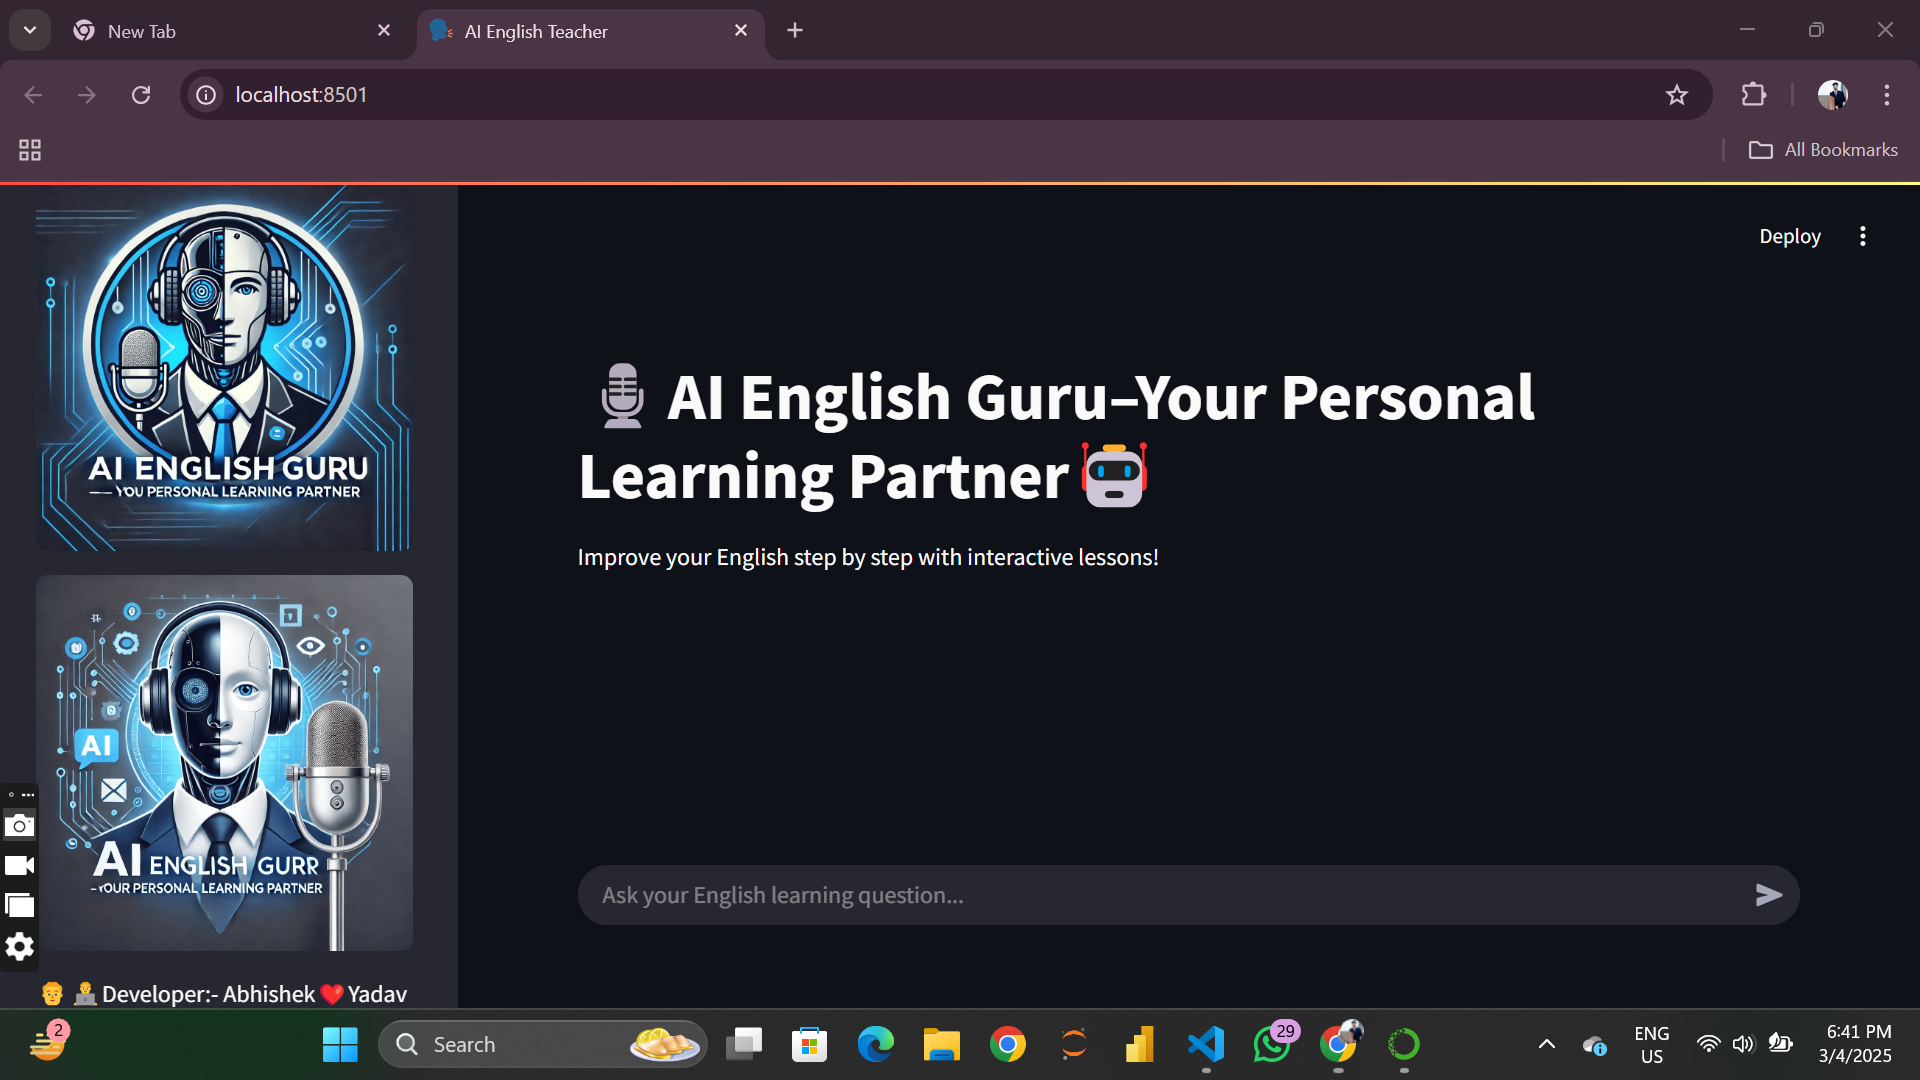 New Tab
AI English Teacher
localhost:8501
All Bookmarks
Deploy
AI ENGLISH GURU
YOU PERSONAL LEARNING PARTNER
AI
AI ENGLISH GURR
-YOUR PERSONAL LEARNING PARTNER
Developer:- Abhishek ❤️ Yadav
AI English Guru–Your Personal
Learning Partner
Improve your English step by step with interactive lessons!
Ask your English learning question...
2
Search
29
ENG
US
6:41 PM
3/4/2025